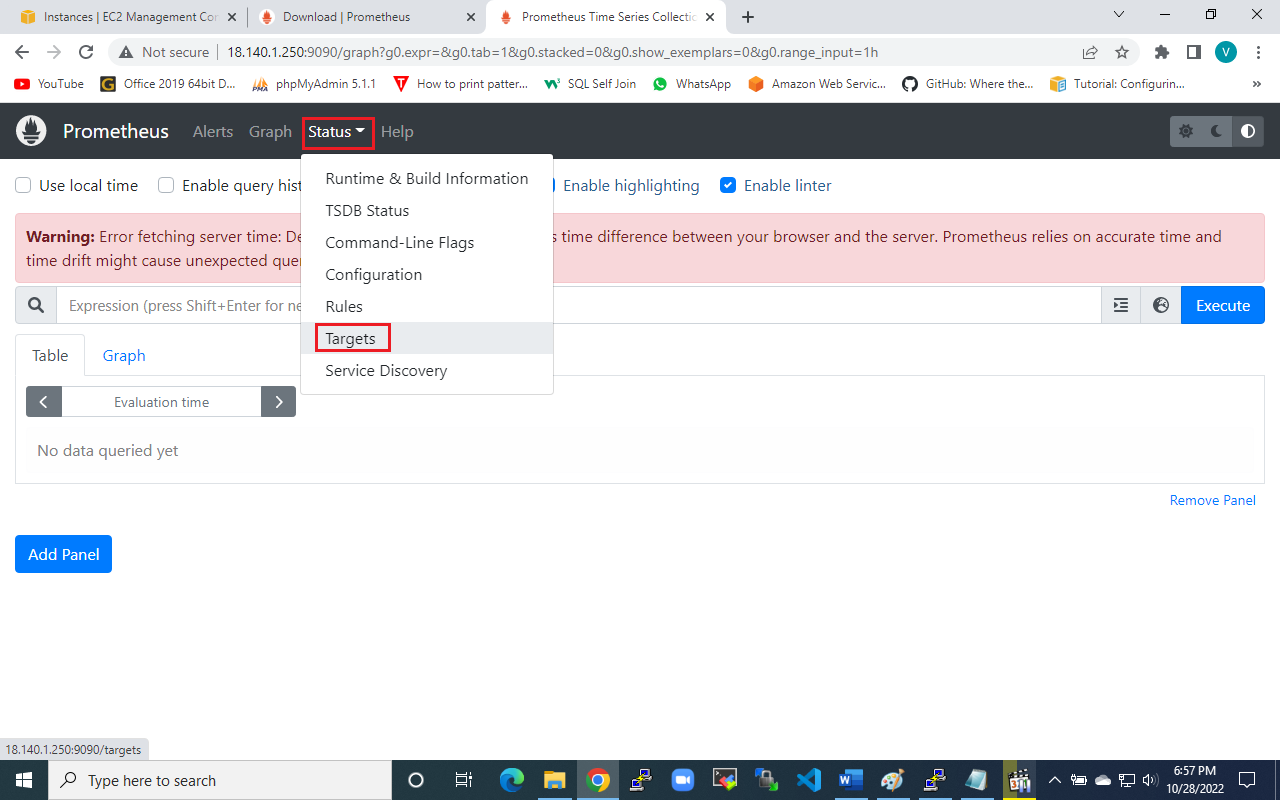 Instances | EC2 Management Con
Download | Prometheus
Prometheus Time Series Collectio
Not secure
18.140.1.250:9090/graph?g0.expr=&g0.tab=1&g0.stacked=0&g0.show_exemplars=0&g0.range_input=1h
V
YouTube
Office 2019 64bit D...
phpMyAdmin 5.1.1
How to print patter...
SQL Self Join
WhatsApp
Amazon Web Servic...
GitHub: Where the...
Tutorial: Configurin...
»
Prometheus
Alerts
Graph
Status
Help
Use local time
Enable query hist
Enable highlighting
Enable linter
Runtime & Build Information
TSDB Status
Command-Line Flags
Configuration
Rules
Targets
Service Discovery
Warning: Error fetching server time: De
s time difference between your browser and the server. Prometheus relies on accurate time and
time drift might cause unexpected quer
Expression (press Shift+Enter for ne
Execute
Table
Graph
Evaluation time
No data queried yet
Remove Panel
Add Panel
18.140.1.250:9090/targets
Type here to search
6:57 PM
10/28/2022